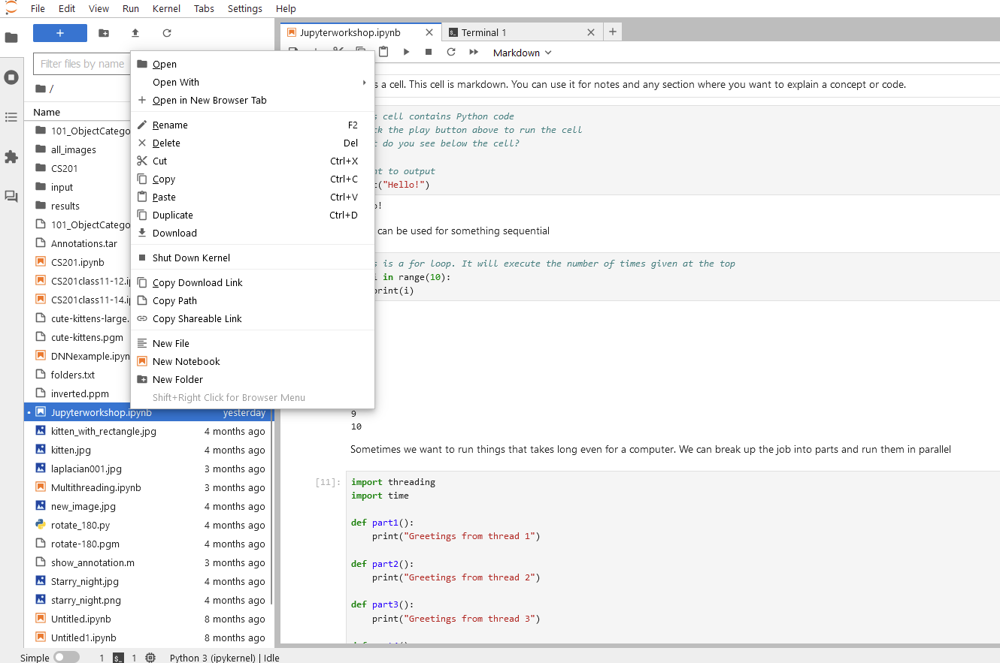 File Edit View Run Kernel Tabs Settings Help
+
Jupyterworkshop.ipynb
Terminal 1
Markdown
Filter files by name
/
Name
101_ObjectCatego
all_images
CS201
input
results
101_ObjectCatego
Annotations.tar
CS201.ipynb
CS201class11-12.ip
CS201class11-14.ip
cute-kittens-large.
cute-kittens.pgm
DNNexample.ipyn
folders.txt
inverted.ppm
Jupyterworkshop.ipynb yesterday
kitten_with_rectangle.jpg 4 months ago
kitten.jpg 4 months ago
laplacian001.jpg 3 months ago
Multithreading.ipynb 3 months ago
new_image.jpg 4 months ago
rotate_180.py 4 months ago
rotate-180.pgm 4 months ago
show_annotation.m 3 months ago
Starry_night.jpg 4 months ago
starry_night.png 4 months ago
Untitled.ipynb 8 months ago
Untitled1.ipynb 8 months ago
Open
Open With
Open in New Browser Tab
Rename F2
Delete Del
Cut Ctrl+X
Copy Ctrl+C
Paste Ctrl+V
Duplicate Ctrl+D
Download
Shut Down Kernel
Copy Download Link
Copy Path
Copy Shareable Link
New File
New Notebook
New Folder
Shift+Right Click for Browser Menu
s a cell. This cell is markdown. You can use it for notes and any section where you want to explain a concept or code.
s cell contains Python code
ck the play button above to run the cell
t do you see below the cell?
nt to output
t("Hello!")
o!
can be used for something sequential
s is a for loop. It will execute the number of times given at the top
i in range(10):
print(i)
9
10
Sometimes we want to run things that takes long even for a computer. We can break up the job into parts and run them in parallel
[11]:
import threading
import time
def part1():
print("Greetings from thread 1")
def part2():
print("Greetings from thread 2")
def part3():
print("Greetings from thread 3")
Simple 1 1 Python 3 (ipykernel) | Idle